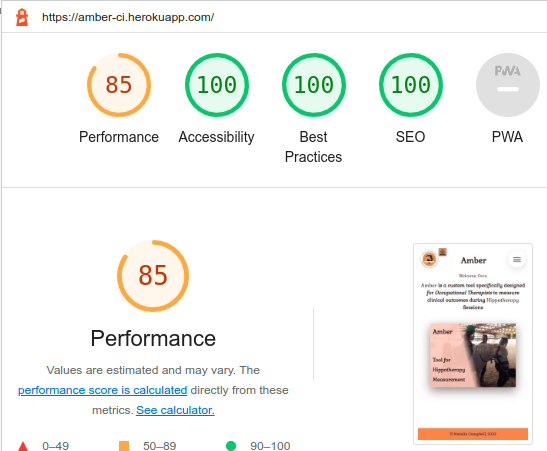 https://amber-ci.herokuapp.com/
85
100
100
100
PWA
Performance
Accessibility
Best
Practices
SEO
PWA
85
Performance
Values are estimated and may vary. The
performance score is calculated directly from these
metrics. See calculator.
0–49
50–89
90–100
Amber
Amber is a custom tool specifically designed
for Occupational Therapists to measure
clinical outcomes during Hippotherapy
Sessions
Amber
Tool for
Hippotherapy
Measurement